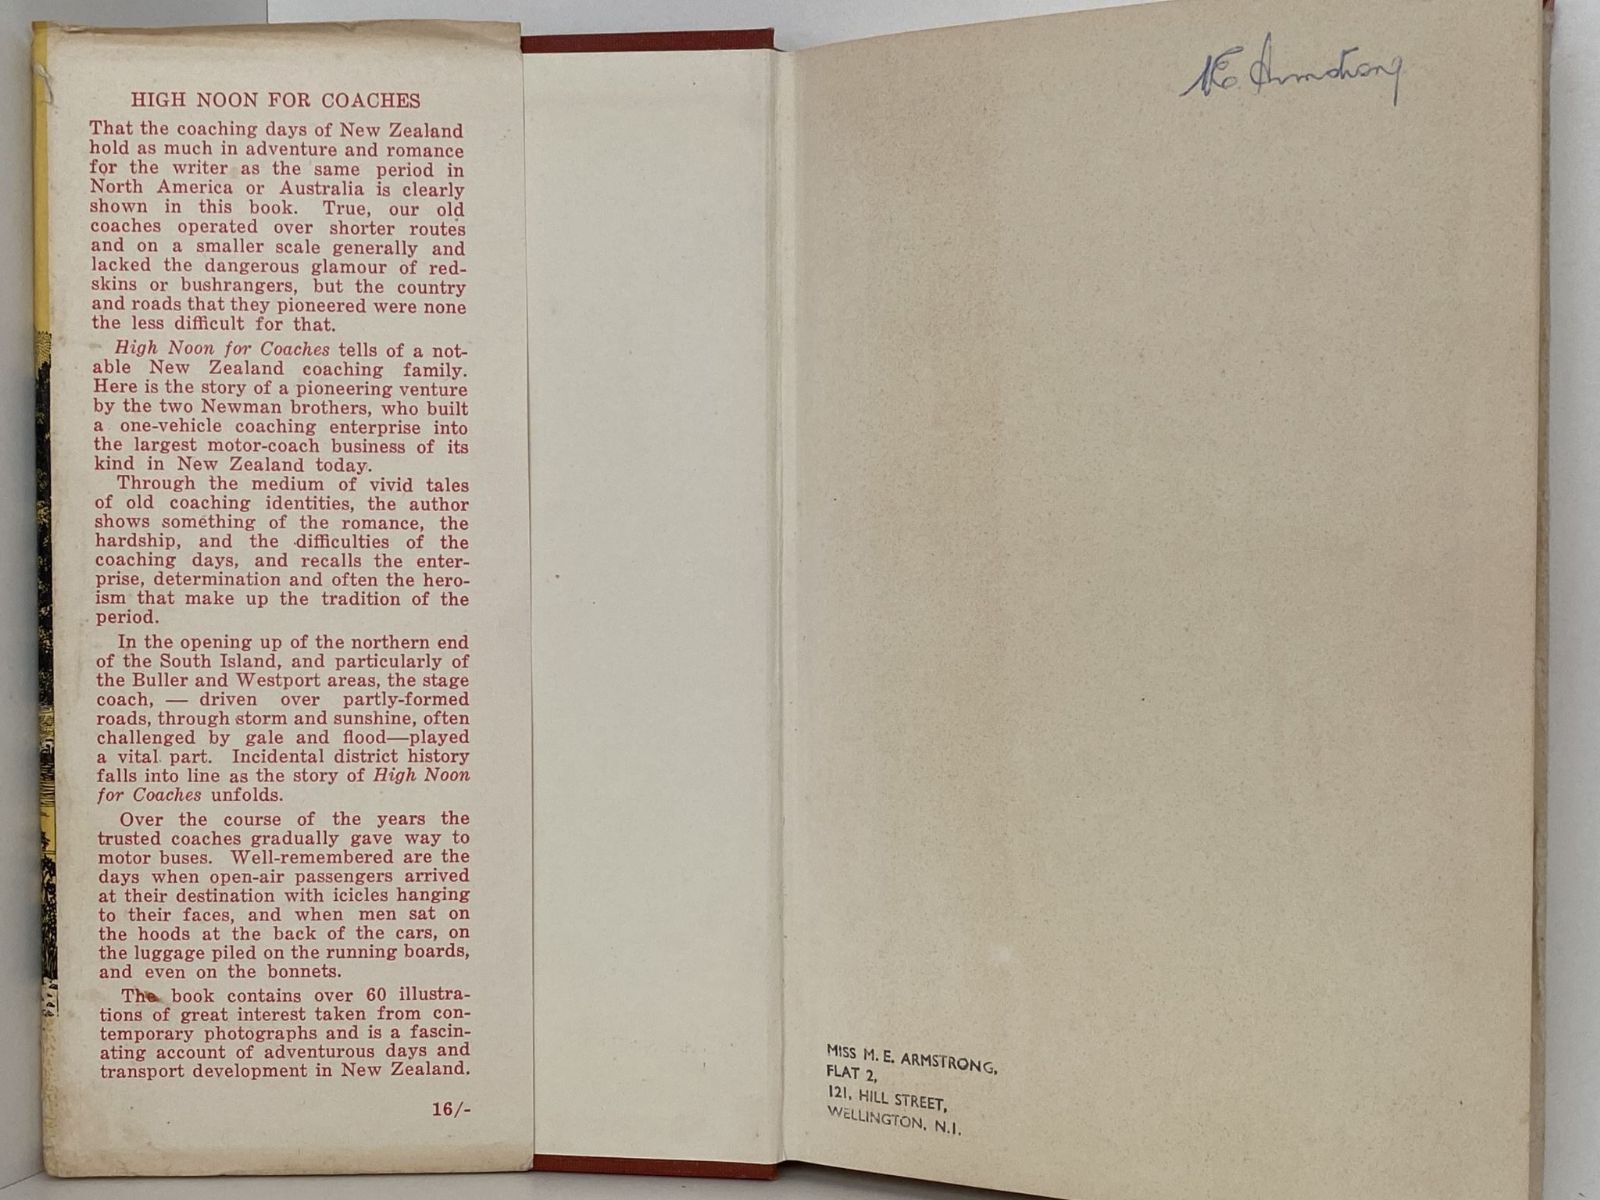 HIGH NOON FOR COACHES
That the coaching days of New Zealand
hold as much in adventure and romance
for the writer as the same period in
North America or Australia is clearly
shown in this book. True, our old
coaches operated over shorter routes
and on a smaller scale generally and
lacked the dangerous glamour of red-
skins or bushrangers, but the country
and roads that they pioneered were none
the less difficult for that.
High Noon for Coaches tells of a not-
able New Zealand coaching family.
Here is the story of a pioneering venture
by the two Newman brothers, who built
a one-vehicle coaching enterprise into
the largest motor-coach business of its
kind in New Zealand today.
Through the medium of vivid tales
of old coaching identities, the author
shows something of the romance, the
hardship, and the difficulties of the
coaching days, and recalls the enter-
prise, determination and often the hero-
ism that make up the tradition of the
period.
In the opening up of the northern end
of the South Island, and particularly of
the Buller and Westport areas, the stage
coach, — driven over partly-formed
roads, through storm and sunshine, often
challenged by gale and flood—played
a vital part. Incidental district history
falls into line as the story of High Noon
for Coaches unfolds.
Over the course of the years the
trusted coaches gradually gave way to
motor buses. Well-remembered are the
days when open-air passengers arrived
at their destination with icicles hanging
to their faces, and when men sat on
the hoods at the back of the cars, on
the luggage piled on the running boards,
and even on the bonnets.
The book contains over 60 illustra-
tions of great interest taken from con-
temporary photographs and is a fascin-
ating account of adventurous days and
transport development in New Zealand.
16/-
ME Armstrong
MISS M. E. ARMSTRONG,
FLAT 2,
121, HILL STREET,
WELLINGTON, N.I.